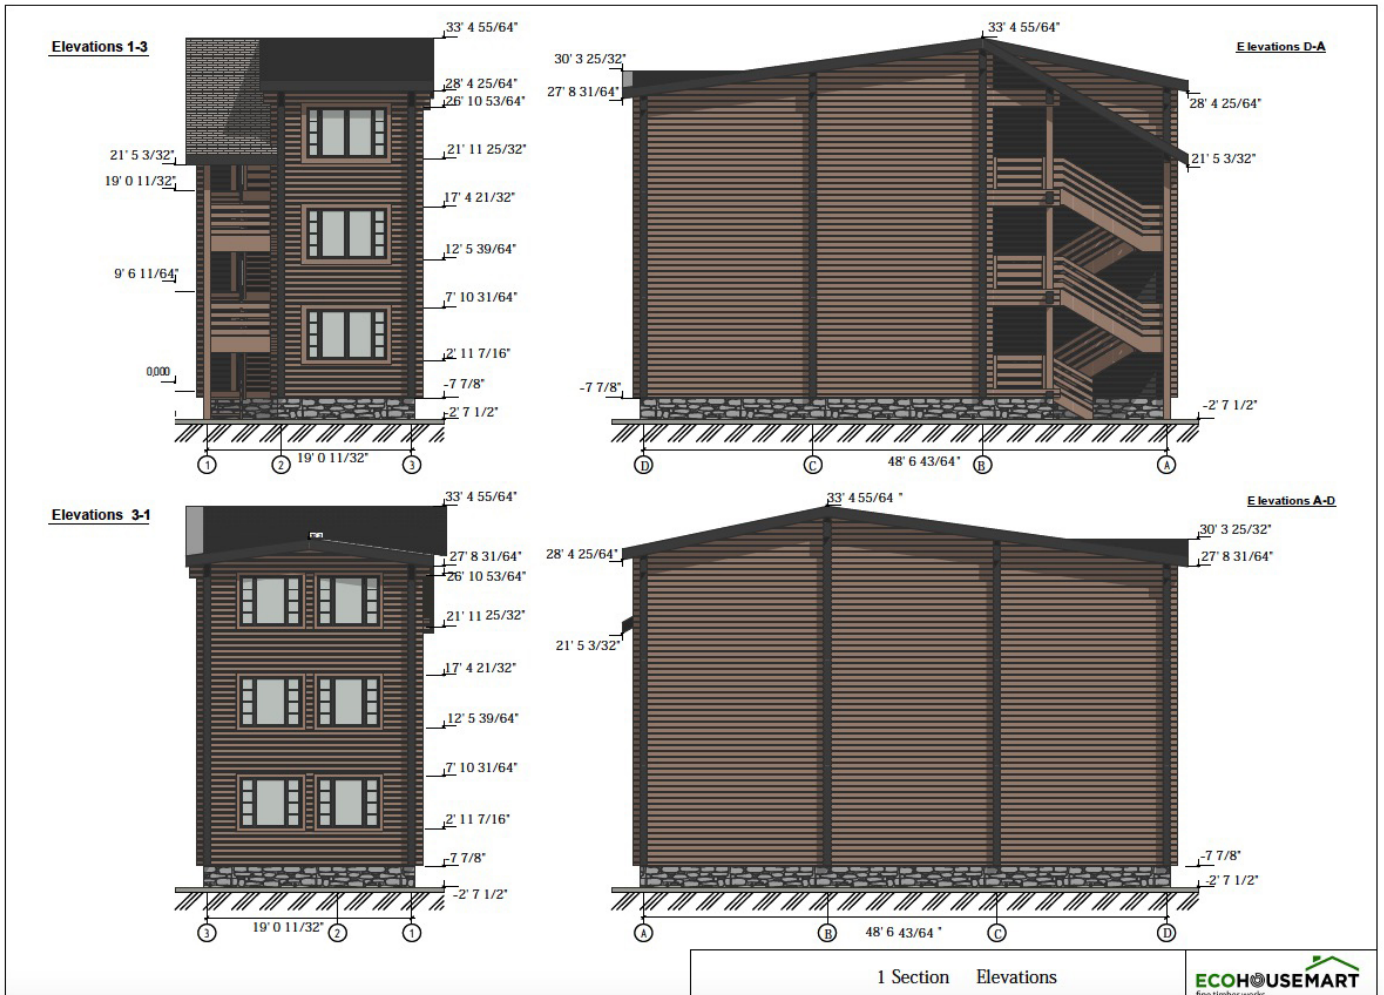 Elevations 1-3
33' 4 55/64"
28' 4 25/64"
26' 10 53/64"
21' 11 25/32"
17' 4 21/32"
12' 5 39/64"
7' 10 31/64"
2' 11 7/16"
-7 7/8"
-2' 7 1/2"
21' 5 3/32"
19' 0 11/32"
9' 6 11/64"
0,000
19' 0 11/32"
1
2
3
Elevations D-A
33' 4 55/64"
30' 3 25/32"
27' 8 31/64"
28' 4 25/64"
21' 5 3/32"
-7 7/8"
-2' 7 1/2"
48' 6 43/64"
D
C
B
A
Elevations 3-1
33' 4 55/64"
27' 8 31/64"
26' 10 53/64"
21' 11 25/32"
17' 4 21/32"
12' 5 39/64"
7' 10 31/64"
2' 11 7/16"
-7 7/8"
-2' 7 1/2"
19' 0 11/32"
3
2
1
Elevations A-D
33' 4 55/64 "
30' 3 25/32"
28' 4 25/64"
27' 8 31/64"
21' 5 3/32"
-7 7/8"
-2' 7 1/2"
48' 6 43/64 "
A
B
C
D
1 Section Elevations
ECOHOUSEMART
fine timber works